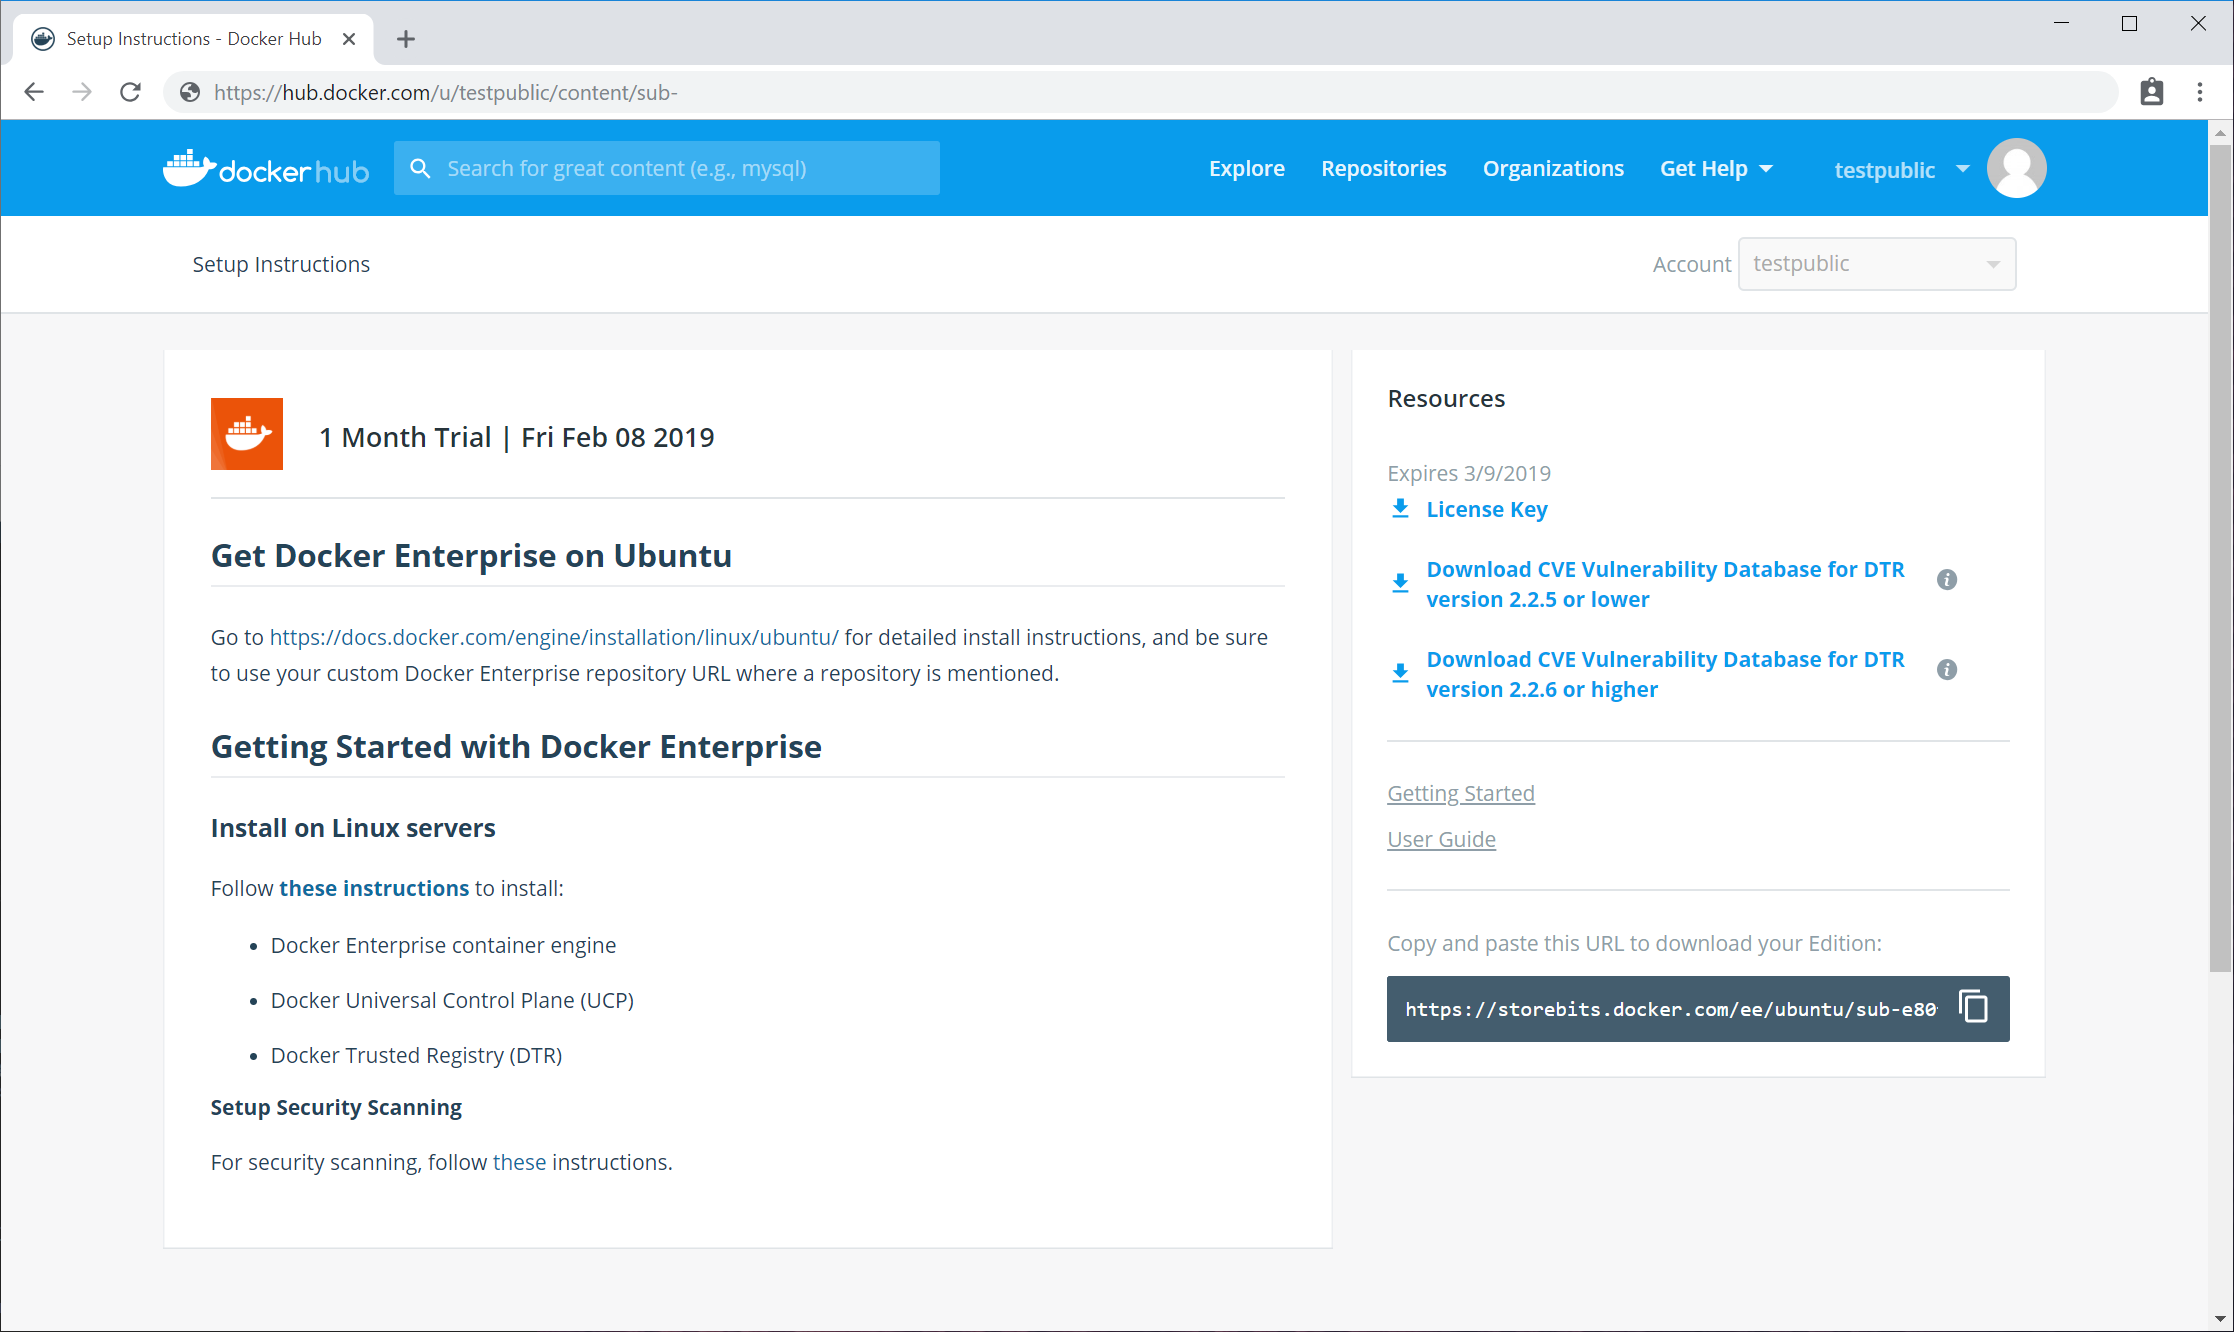 Setup Instructions - Docker Hub
https://hub.docker.com/u/testpublic/content/sub-
docker hub
Search for great content (e.g., mysql)
Explore
Repositories
Organizations
Get Help
testpublic
Setup Instructions
Account
testpublic
1 Month Trial | Fri Feb 08 2019
Get Docker Enterprise on Ubuntu
Go to https://docs.docker.com/engine/installation/linux/ubuntu/ for detailed install instructions, and be sure
to use your custom Docker Enterprise repository URL where a repository is mentioned.
Getting Started with Docker Enterprise
Install on Linux servers
Follow these instructions to install:
• Docker Enterprise container engine
• Docker Universal Control Plane (UCP)
• Docker Trusted Registry (DTR)
Setup Security Scanning
For security scanning, follow these instructions.
Resources
Expires 3/9/2019
License Key
Download CVE Vulnerability Database for DTR
version 2.2.5 or lower
Download CVE Vulnerability Database for DTR
version 2.2.6 or higher
Getting Started
User Guide
Copy and paste this URL to download your Edition:
https://storebits.docker.com/ee/ubuntu/sub-e80